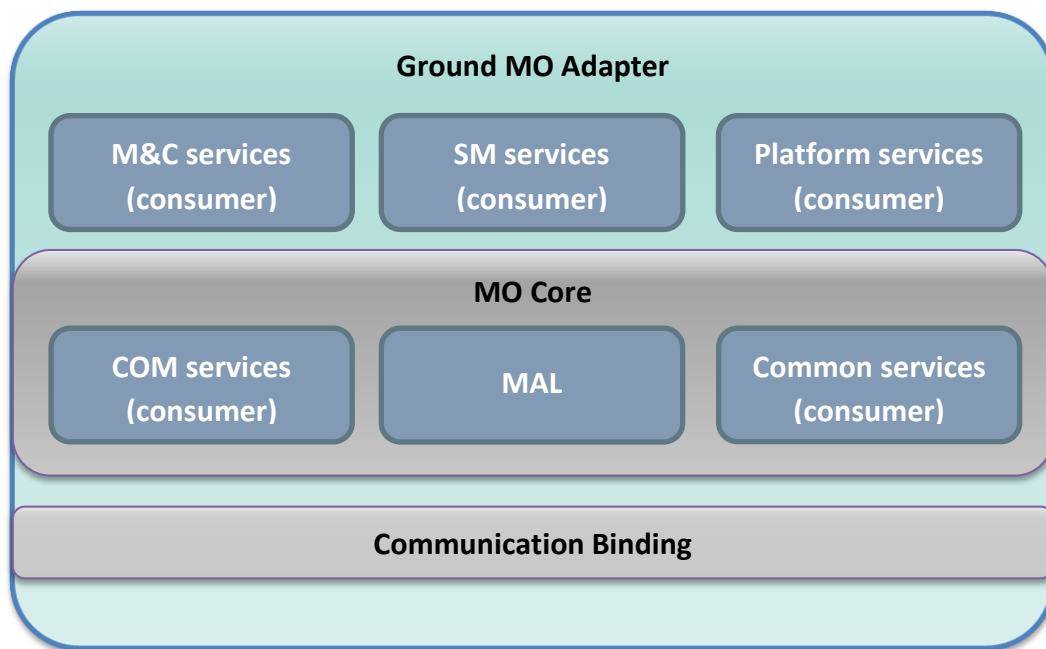 Ground MO Adapter
M&C services
(consumer)
SM services
(consumer)
Platform services
(consumer)
MO Core
COM services
(consumer)
MAL
Common services
(consumer)
Communication Binding